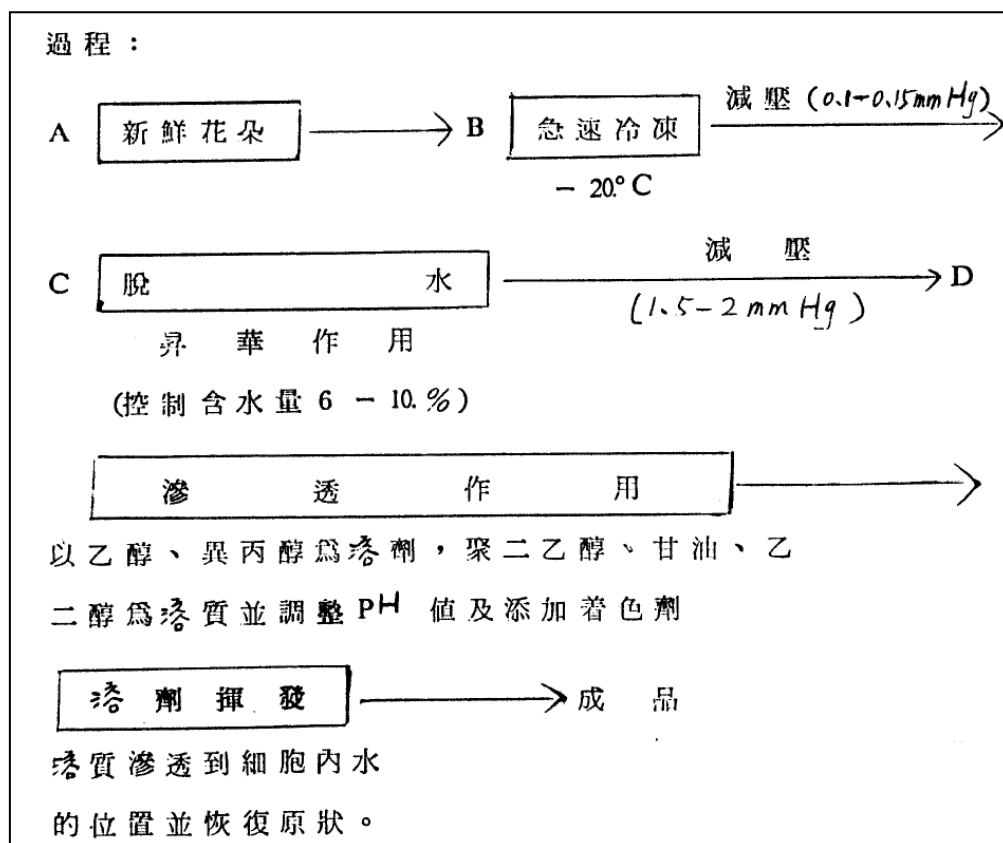 過程：
減壓 (0.1-0.15mmHg)
A 新鮮花朵 B 急速冷凍
- 20.°C
減壓
C 脫水 D
(1.5-2mmHg)
昇華作用
(控制含水量 6 - 10.%)
滲透作用
以乙醇、異丙醇爲溶劑，聚二乙醇、甘油、乙
二醇爲溶質並調整 PH 值及添加着色劑
溶劑揮發 成品
溶質滲透到細胞內水
的位置並恢復原狀。